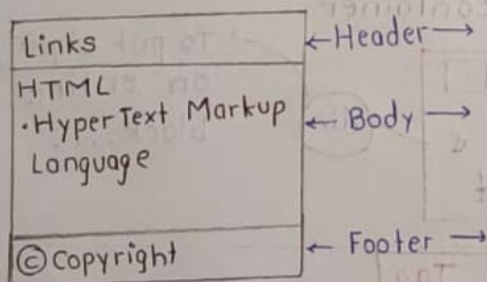 Links ← Header →
HTML
• HyperText Markup ← Body →
Language
© Copyright ← Footer →